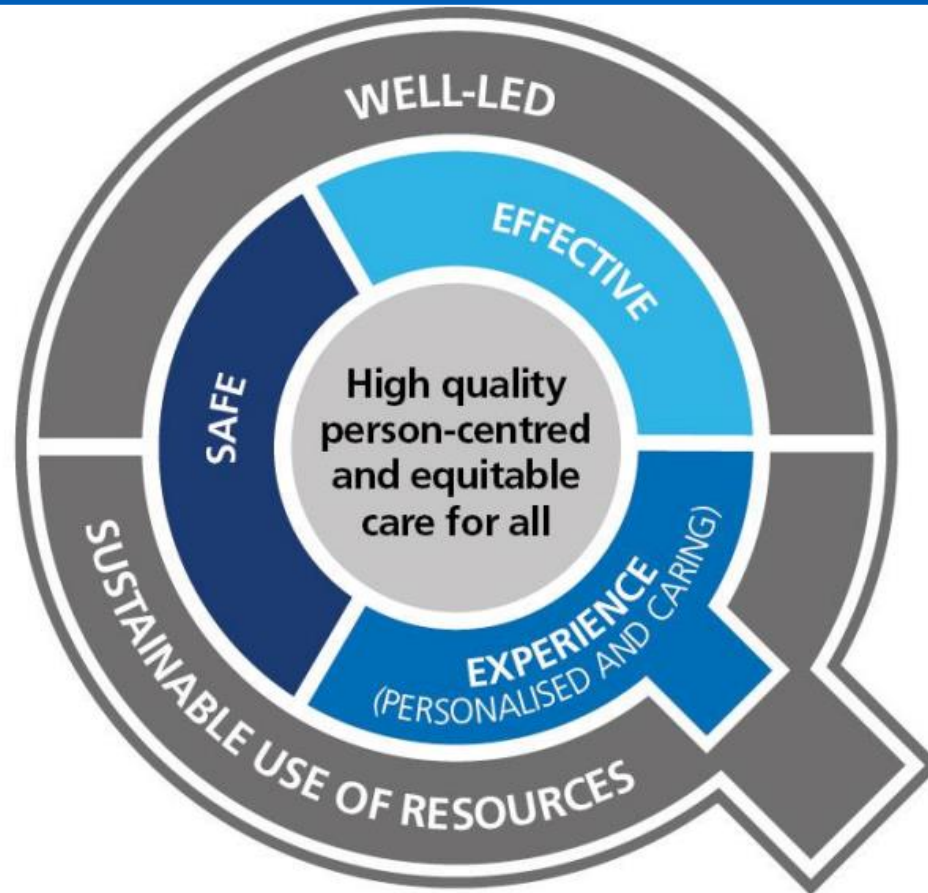 WELL-LED
EFFECTIVE
SAFE
High quality
person-centred
and equitable
care for all
EXPERIENCE
(PERSONALISED AND CARING)
SUSTAINABLE USE OF RESOURCES